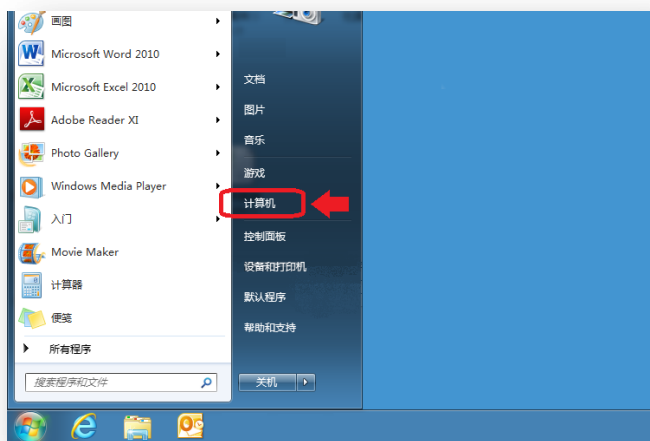 画图
Microsoft Word 2010
Microsoft Excel 2010
Adobe Reader XI
Photo Gallery
Windows Media Player
入门
Movie Maker
计算器
便笺
所有程序
搜索程序和文件
文档
图片
音乐
游戏
计算机
控制面板
设备和打印机
默认程序
帮助和支持
关机